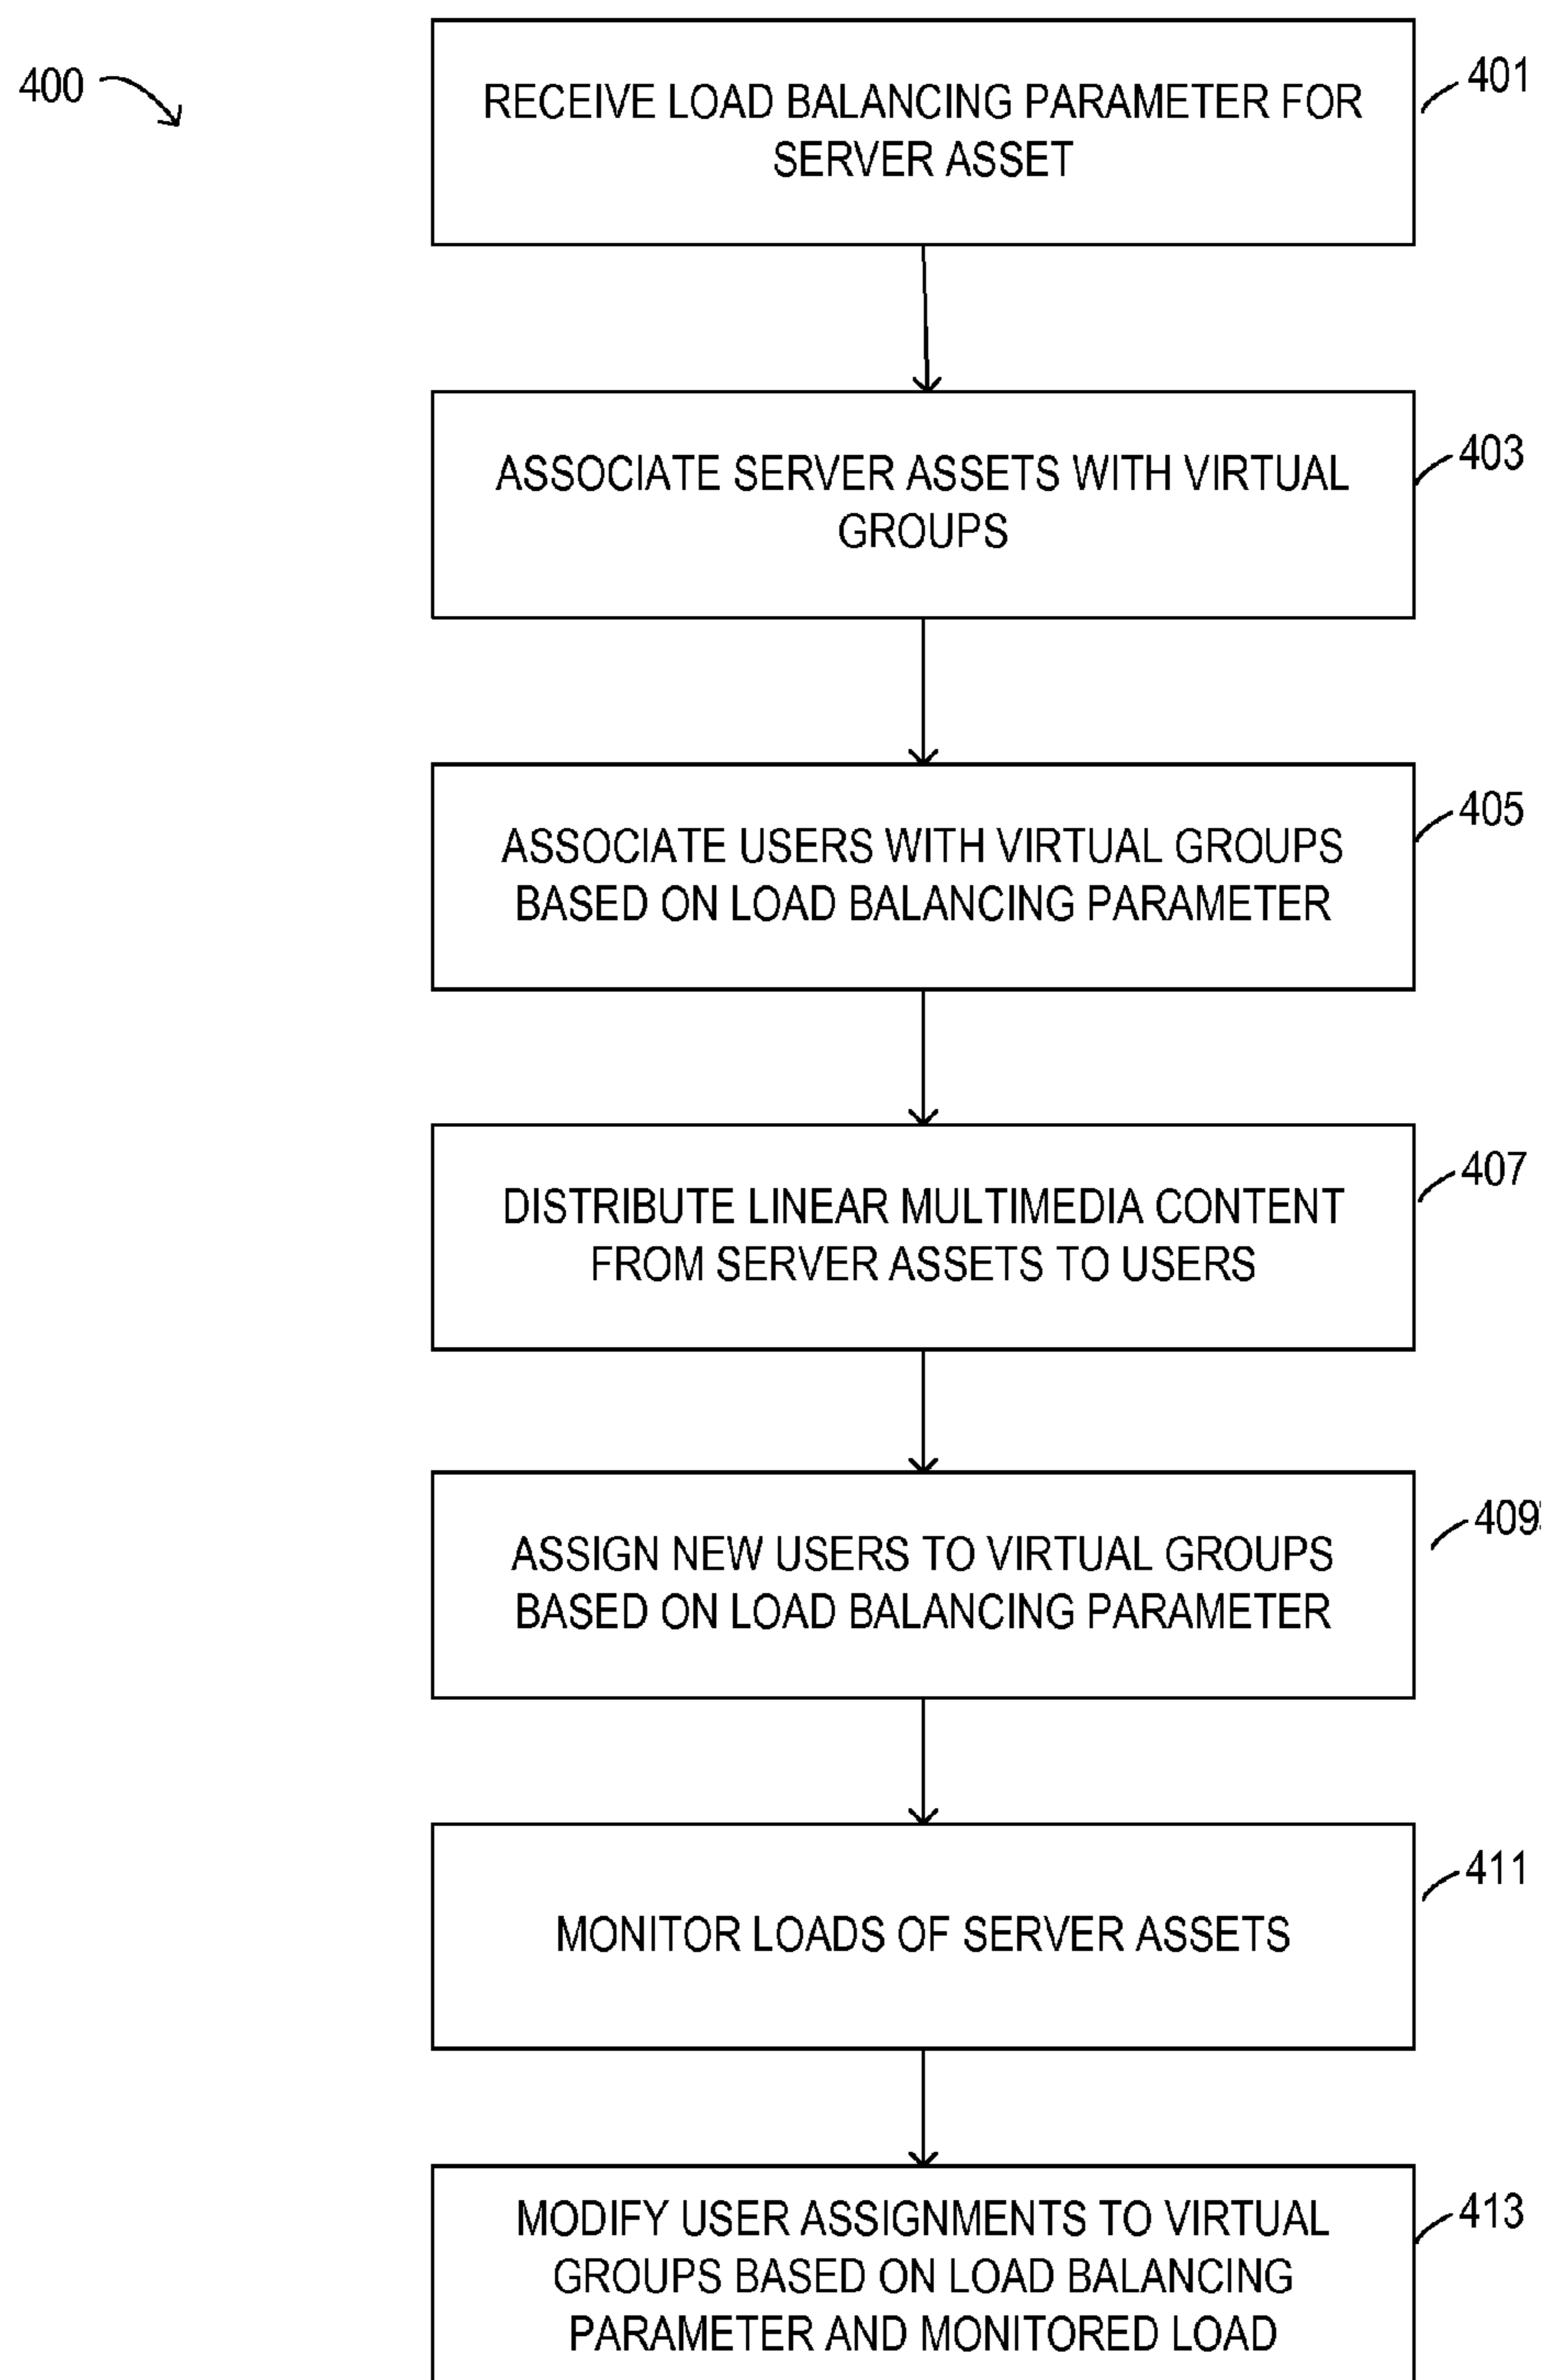 400
RECEIVE LOAD BALANCING PARAMETER FOR
SERVER ASSET
401
ASSOCIATE SERVER ASSETS WITH VIRTUAL
GROUPS
403
ASSOCIATE USERS WITH VIRTUAL GROUPS
BASED ON LOAD BALANCING PARAMETER
405
DISTRIBUTE LINEAR MULTIMEDIA CONTENT
FROM SERVER ASSETS TO USERS
407
ASSIGN NEW USERS TO VIRTUAL GROUPS
BASED ON LOAD BALANCING PARAMETER
409
MONITOR LOADS OF SERVER ASSETS
411
MODIFY USER ASSIGNMENTS TO VIRTUAL
GROUPS BASED ON LOAD BALANCING
PARAMETER AND MONITORED LOAD
413